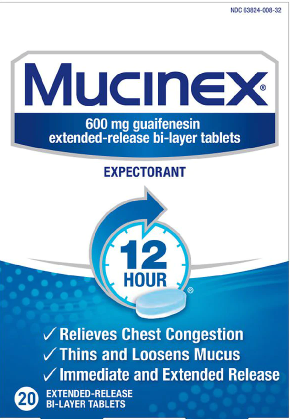 NDC 63824-008-32
MUCINEX®
600 mg guaifenesin
extended-release bi-layer tablets
EXPECTORANT
12
HOUR
®
✓ Relieves Chest Congestion
✓ Thins and Loosens Mucus
✓ Immediate and Extended Release
20 EXTENDED-RELEASE
BI-LAYER TABLETS